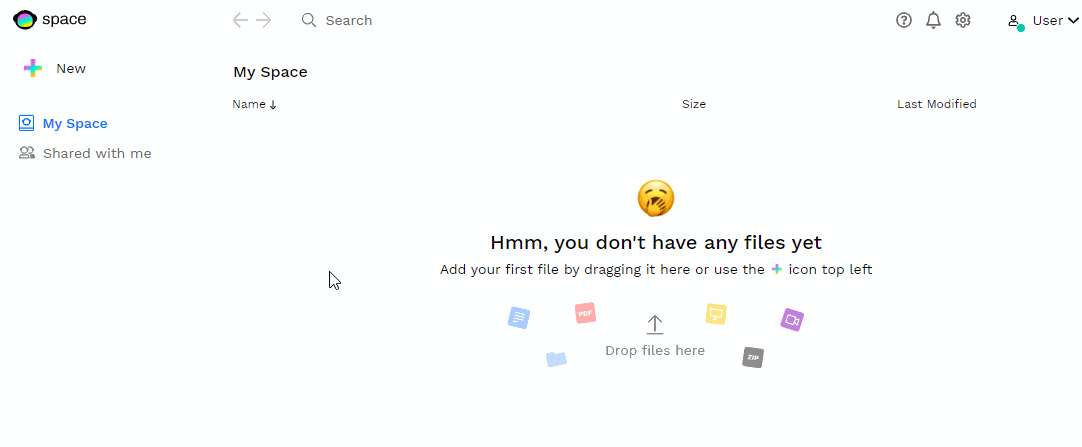 space
Search
User
New
My Space
Name
Size
Last Modified
My Space
Shared with me
Hmm, you don't have any files yet
Add your first file by dragging it here or use the icon top left
PDF
Drop files here
ZIP